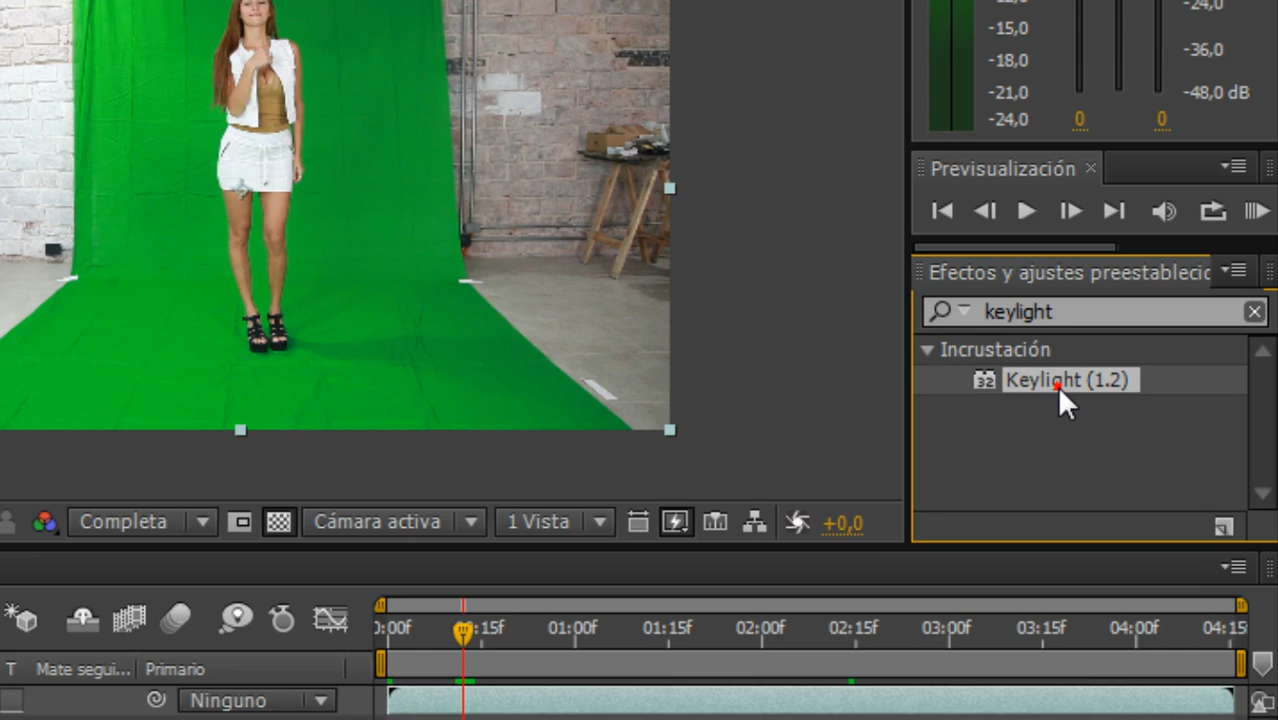 -15,0
-18,0
-21,0
-24,0
-24,0
-36,0
-48,0 dB
0
0
Previsualización
Efectos y ajustes preestablecic
keylight
Incrustación
32
Keylight (1.2)
Completa
Cámara activa
1 Vista
+0,0
:00f
:15f
01:00f
01:15f
02:00f
02:15f
03:00f
03:15f
04:00f
04:15
T
Mate segui...
Primario
Ninguno